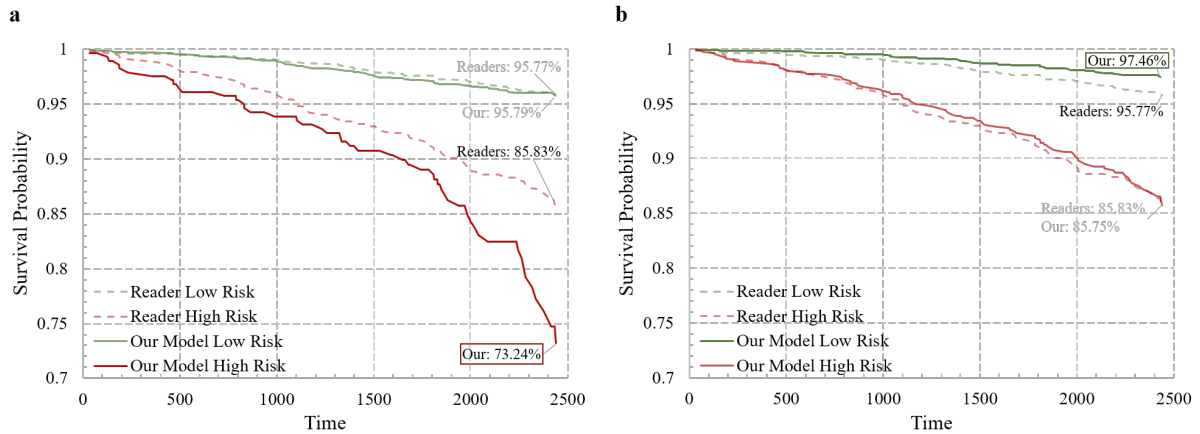 a
Survival Probability
1
0.95
0.9
0.85
0.8
0.75
0.7
Readers: 95.77%
Our: 95.79%
Readers: 85.83%
Our: 73.24%
Reader Low Risk
Reader High Risk
Our Model Low Risk
Our Model High Risk
0 500 1000 1500 2000 2500
Time
b
Survival Probability
1
0.95
0.9
0.85
0.8
0.75
0.7
Our: 97.46%
Readers: 95.77%
Readers: 85.83%
Our: 85.75%
Reader Low Risk
Reader High Risk
Our Model Low Risk
Our Model High Risk
0 500 1000 1500 2000 2500
Time